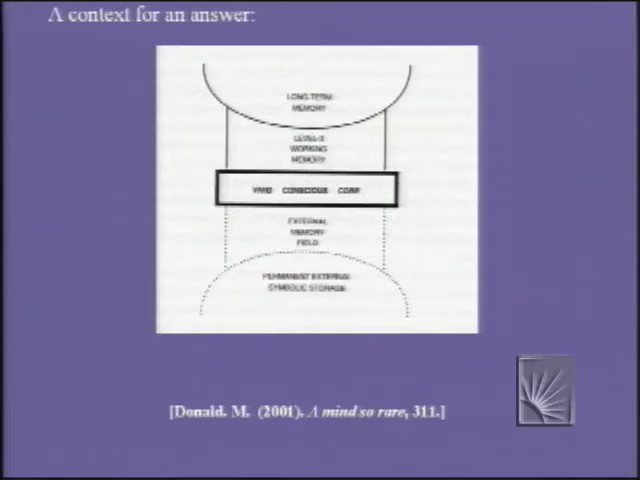 A context for an answer:
LONG TERM
MEMORY
LEVEL-3
WORKING
MEMORY
VIVID CONSCIOUS CORE
EXTERNAL
MEMORY
FIELD
PERMANENT EXTERNAL
SYMBOLIC STORAGE
[Donald. M. (2001). A mind so rare, 311.]